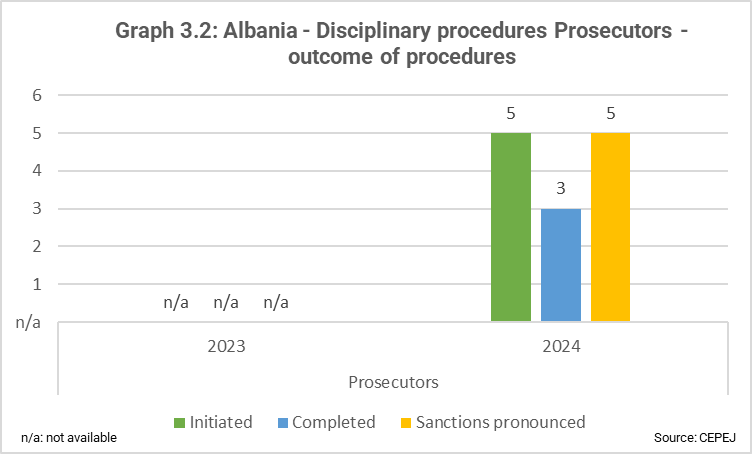 Graph 3.2: Albania - Disciplinary procedures Prosecutors -
outcome of procedures
6
5
4
3
2
1
n/a
n/a n/a n/a
5
3
5
2023
2024
Prosecutors
Initiated
Completed
Sanctions pronounced
n/a: not available
Source: CEPEJ